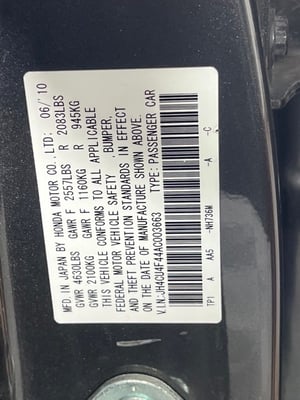 MFD. IN JAPAN BY HONDA MOTOR CO., LTD: 06/'10
GVWR 4630LBS GAWR F 2557LBS R 2083LBS
GVWR 2100KG GAWR F 1160KG R 945KG
THIS VEHICLE CONFORMS TO ALL APPLICABLE
FEDERAL MOTOR VEHICLE SAFETY , BUMPER,
AND THEFT PREVENTION STANDARDS IN EFFECT
ON THE DATE OF MANUFACTURE SHOWN ABOVE.
V.I.N:JH4CU4F44AC003663 TYPE:PASSENGER CAR
TP1 A AA5 -NH736M -A -C